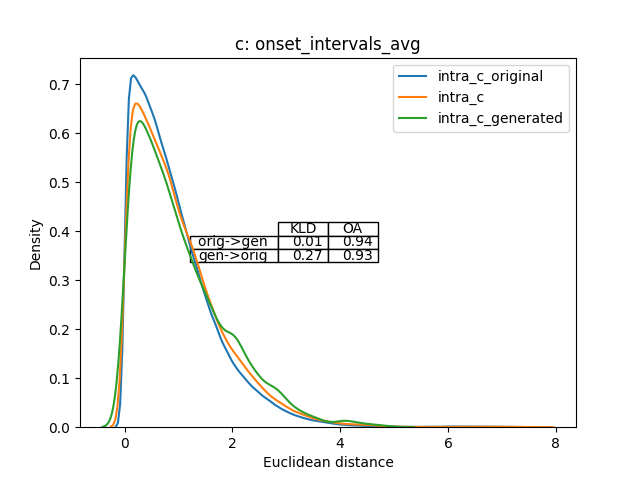 c: onset_intervals_avg
intra_c_original
intra_c
intra_c_generated
KLD OA
orig->gen 0.01 0.94
gen->orig 0.27 0.93
Density
0.7
0.6
0.5
0.4
0.3
0.2
0.1
0.0
0 2 4 6 8
Euclidean distance